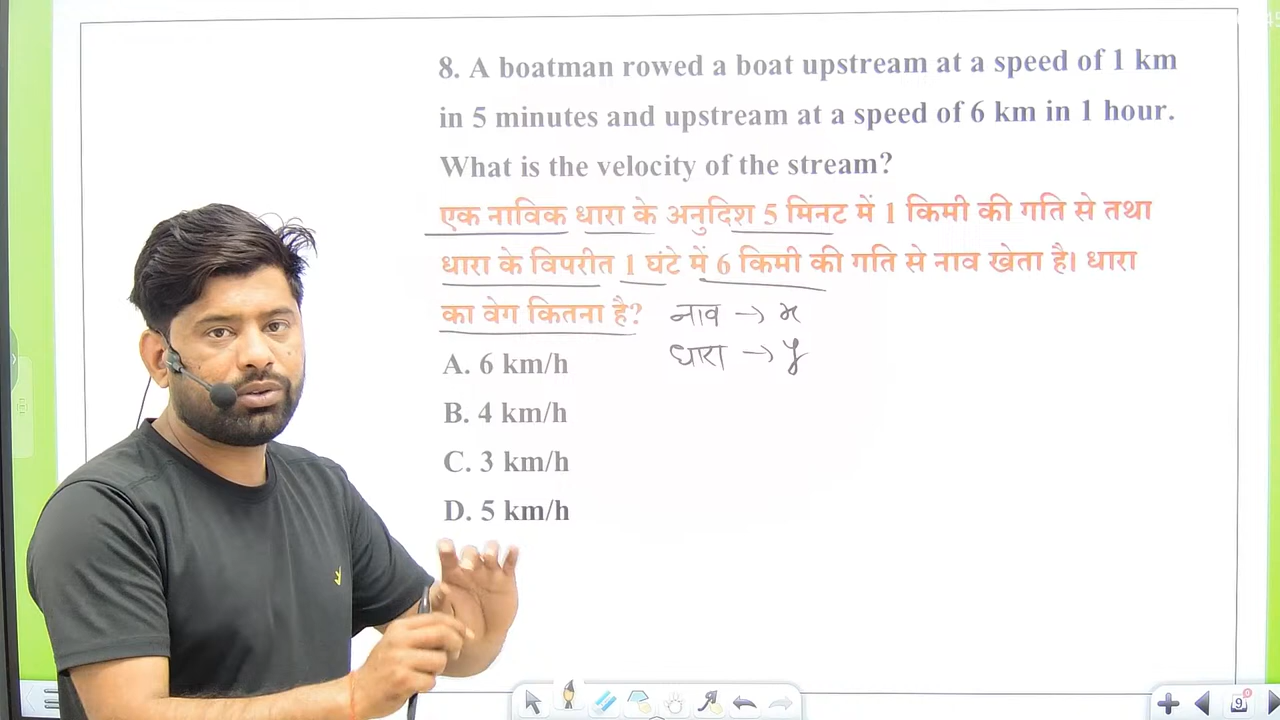 8. A boatman rowed a boat upstream at a speed of 1 km
in 5 minutes and upstream at a speed of 6 km in 1 hour.
What is the velocity of the stream?
एक नाविक धारा के अनुदिश 5 मिनट में 1 किमी की गति से तथा
धारा के विपरीत 1 घंटे में 6 किमी की गति से नाव खेता है। धारा
का वेग कितना है? नाव → x
धारा → y
A. 6 km/h
B. 4 km/h
C. 3 km/h
D. 5 km/h
9